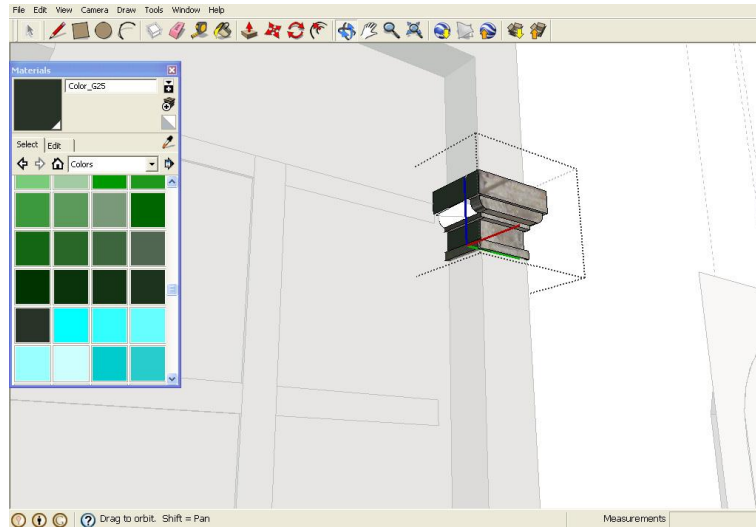 File Edit View Camera Draw Tools Window Help
Materials
Color_G25
Select Edit
Colors
Drag to orbit. Shift = Pan
Measurements